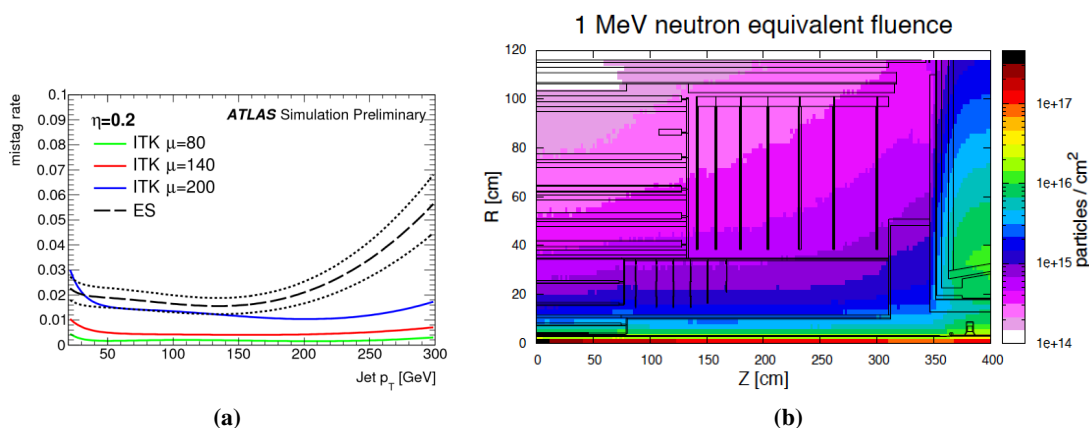 0.1
0.09
0.08
0.07
0.06
0.05
0.04
0.03
0.02
0.01
0
mistag rate
η=0.2
ATLAS Simulation Preliminary
ITK μ=80
ITK μ=140
ITK μ=200
ES
50 100 150 200 250 300
Jet pT [GeV]
(a)
1 MeV neutron equivalent fluence
120
100
80
60
40
20
0
R [cm]
0 50 100 150 200 250 300 350 400
Z [cm]
1e+17
1e+16
1e+15
1e+14
particles / cm²
(b)